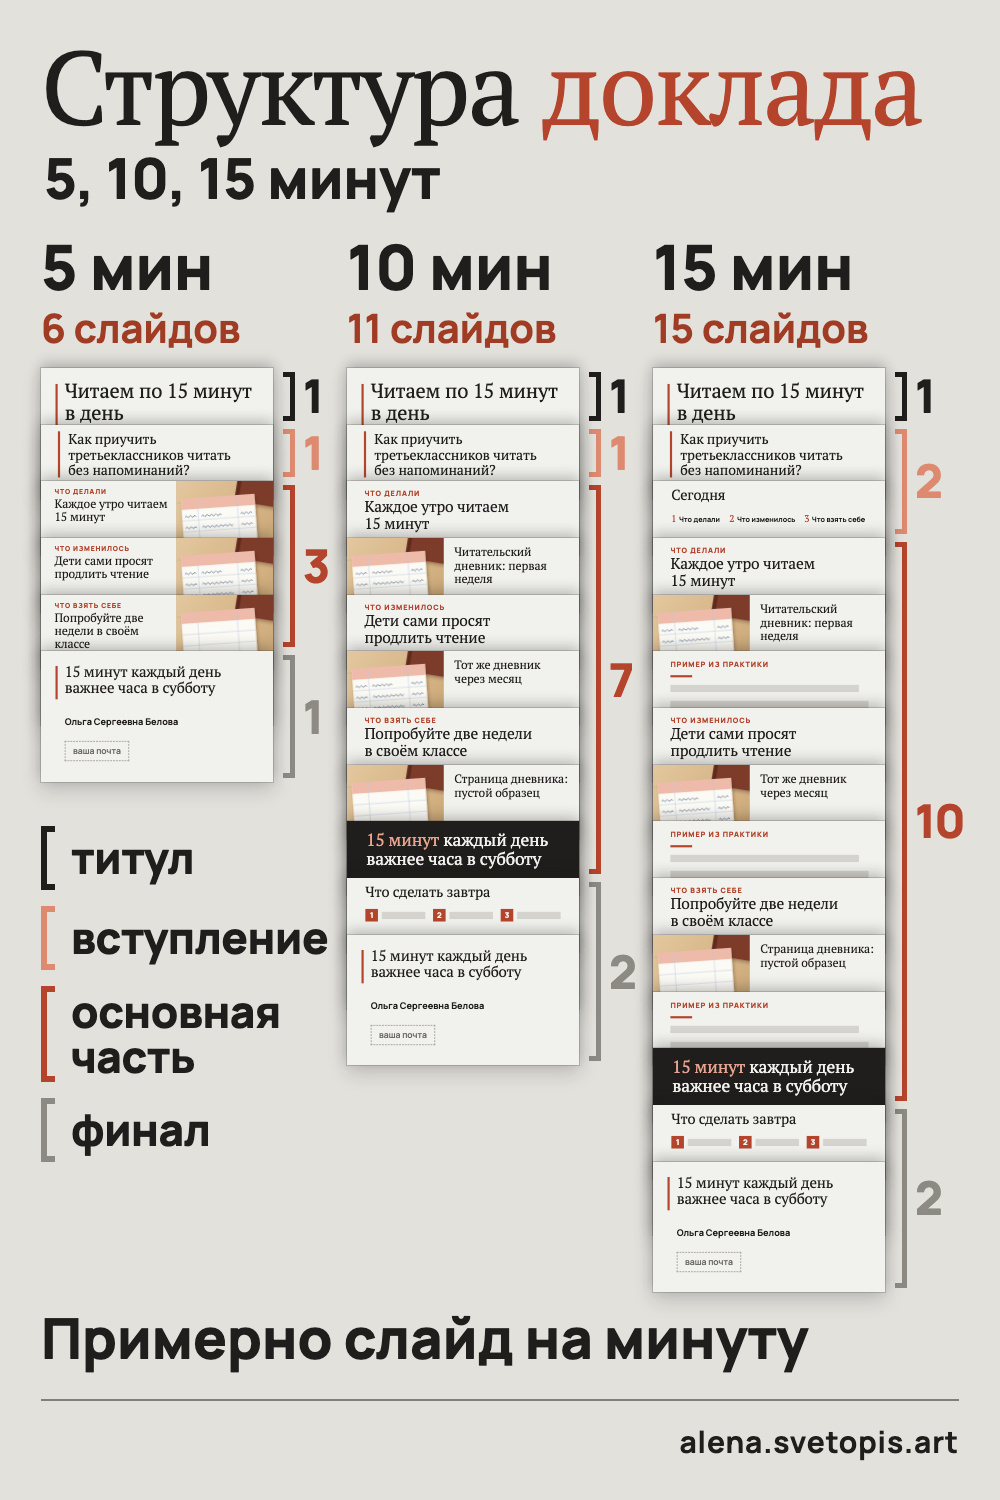 Структура доклада
5, 10, 15 минут
5 мин
6 слайдов
Читаем по 15 минут
в день
Как приучить
третьеклассников читать
без напоминаний?
ЧТО ДЕЛАЛИ
Каждое утро читаем
15 минут
ЧТО ИЗМЕНИЛОСЬ
Дети сами просят
продлить чтение
ЧТО ВЗЯТЬ СЕБЕ
Попробуйте две
недели в своём
классе
15 минут каждый день
важнее часа в субботу
Ольга Сергеевна Белова
ваша почта
1
1
3
1
10 мин
11 слайдов
Читаем по 15 минут
в день
Как приучить
третьеклассников читать
без напоминаний?
ЧТО ДЕЛАЛИ
Каждое утро читаем
15 минут
Читательский
дневник: первая
неделя
ЧТО ИЗМЕНИЛОСЬ
Дети сами просят
продлить чтение
Тот же дневник
через месяц
ЧТО ВЗЯТЬ СЕБЕ
Попробуйте две недели
в своём классе
Страница дневника:
пустой образец
15 минут каждый день
важнее часа в субботу
Что сделать завтра
1 2 3
15 минут каждый день
важнее часа в субботу
Ольга Сергеевна Белова
ваша почта
1
1
7
2
15 мин
15 слайдов
Читаем по 15 минут
в день
Как приучить
третьеклассников читать
без напоминаний?
Сегодня
1 Что делали 2 Что изменилось 3 Что взять себе
ЧТО ДЕЛАЛИ
Каждое утро читаем
15 минут
Читательский
дневник: первая
неделя
ПРИМЕР ИЗ ПРАКТИКИ
ЧТО ИЗМЕНИЛОСЬ
Дети сами просят
продлить чтение
Тот же дневник
через месяц
ПРИМЕР ИЗ ПРАКТИКИ
ЧТО ВЗЯТЬ СЕБЕ
Попробуйте две недели
в своём классе
Страница дневника:
пустой образец
ПРИМЕР ИЗ ПРАКТИКИ
15 минут каждый день
важнее часа в субботу
Что сделать завтра
1 2 3
15 минут каждый день
важнее часа в субботу
Ольга Сергеевна Белова
ваша почта
1
2
10
2
титул
вступление
основная
часть
финал
Примерно слайд на минуту
alena.svetopis.art